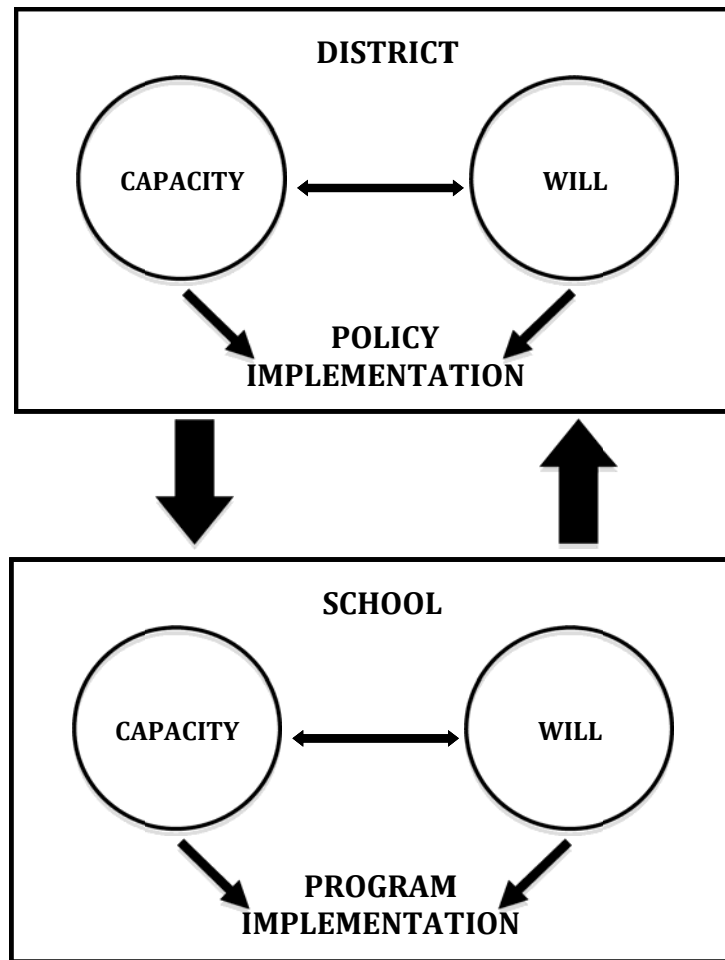 DISTRICT
CAPACITY
WILL
POLICY
IMPLEMENTATION
SCHOOL
CAPACITY
WILL
PROGRAM
IMPLEMENTATION